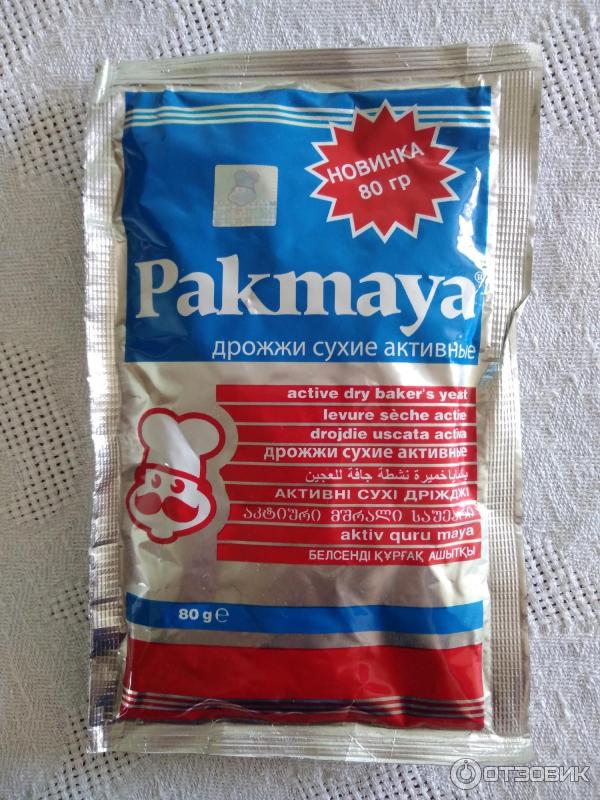 НОВИНКА
80 гр
Pakmaya®
дрожжи сухие активные
active dry baker's yeast
levure sèche active
drojdie uscata activa
дрожжи сухие активные
باكمايا خميرة نشطة جافة للعجين
АКТИВНІ СУХІ ДРІЖДЖІ
აქტიური მშრალი საფუარი
aktiv quru maya
БЕЛСЕНДІ ҚҰРҒАҚ АШЫТҚЫ
80 g ℮
ОТЗОВИК